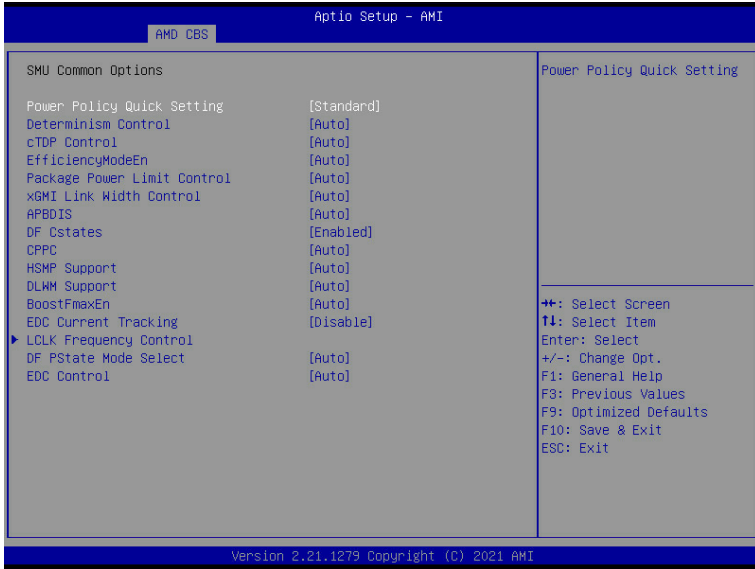 Aptio Setup – AMI
AMD CBS
SMU Common Options
Power Policy Quick Setting [Standard]
Determinism Control [Auto]
cTDP Control [Auto]
EfficiencyModeEn [Auto]
Package Power Limit Control [Auto]
xGMI Link Width Control [Auto]
APBDIS [Auto]
DF Cstates [Enabled]
CPPC [Auto]
HSMP Support [Auto]
DLWM Support [Auto]
BoostFmaxEn [Auto]
EDC Current Tracking [Disable]
LCLK Frequency Control
DF PState Mode Select [Auto]
EDC Control [Auto]
Power Policy Quick Setting
→←: Select Screen
↑↓: Select Item
Enter: Select
+/-: Change Opt.
F1: General Help
F3: Previous Values
F9: Optimized Defaults
F10: Save & Exit
ESC: Exit
Version 2.21.1279 Copyright (C) 2021 AMI